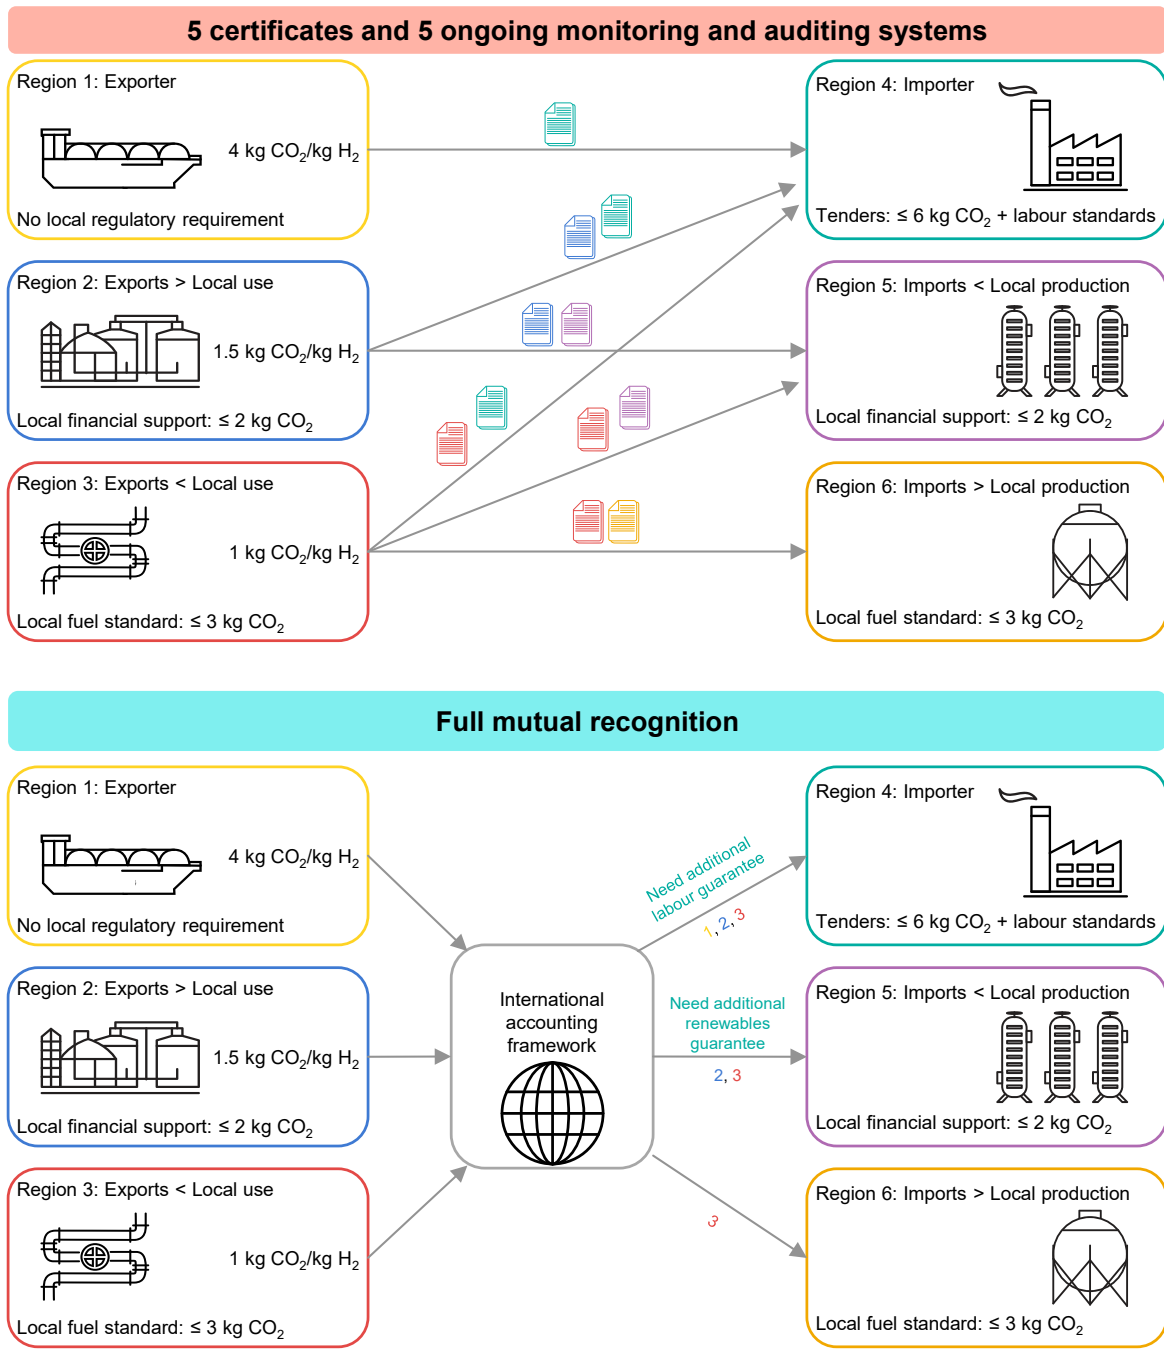 5 certificates and 5 ongoing monitoring and auditing systems
Region 1: Exporter
4 kg CO₂/kg H₂
No local regulatory requirement
Region 2: Exports > Local use
1.5 kg CO₂/kg H₂
Local financial support: ≤ 2 kg CO₂
Region 3: Exports < Local use
1 kg CO₂/kg H₂
Local fuel standard: ≤ 3 kg CO₂
Region 4: Importer
Tenders: ≤ 6 kg CO₂ + labour standards
Region 5: Imports < Local production
Local financial support: ≤ 2 kg CO₂
Region 6: Imports > Local production
Local fuel standard: ≤ 3 kg CO₂
Full mutual recognition
Region 1: Exporter
4 kg CO₂/kg H₂
No local regulatory requirement
Region 2: Exports > Local use
1.5 kg CO₂/kg H₂
Local financial support: ≤ 2 kg CO₂
Region 3: Exports < Local use
1 kg CO₂/kg H₂
Local fuel standard: ≤ 3 kg CO₂
International
accounting
framework
Need additional
labour guarantee
1, 2, 3
Need additional
renewables
guarantee
2, 3
3
Region 4: Importer
Tenders: ≤ 6 kg CO₂ + labour standards
Region 5: Imports < Local production
Local financial support: ≤ 2 kg CO₂
Region 6: Imports > Local production
Local fuel standard: ≤ 3 kg CO₂